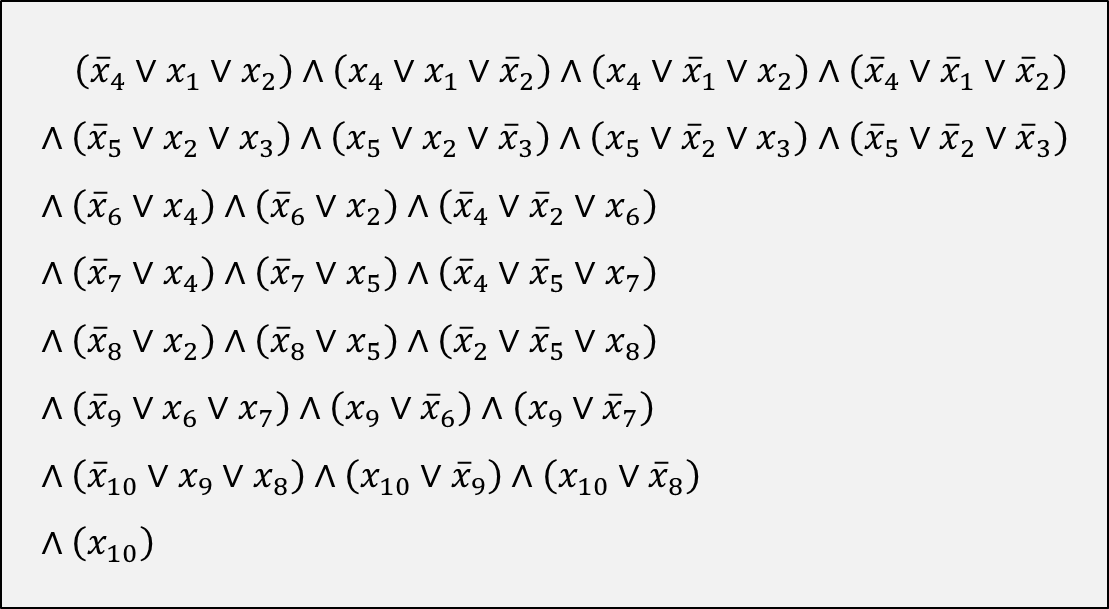 (x̄₄ ∨ x₁ ∨ x₂) ∧ (x₄ ∨ x₁ ∨ x̄₂) ∧ (x₄ ∨ x̄₁ ∨ x₂) ∧ (x̄₄ ∨ x̄₁ ∨ x̄₂)
∧ (x̄₅ ∨ x₂ ∨ x₃) ∧ (x₅ ∨ x₂ ∨ x̄₃) ∧ (x₅ ∨ x̄₂ ∨ x₃) ∧ (x̄₅ ∨ x̄₂ ∨ x̄₃)
∧ (x̄₆ ∨ x₄) ∧ (x̄₆ ∨ x₂) ∧ (x̄₄ ∨ x̄₂ ∨ x₆)
∧ (x̄₇ ∨ x₄) ∧ (x̄₇ ∨ x₅) ∧ (x̄₄ ∨ x̄₅ ∨ x₇)
∧ (x̄₈ ∨ x₂) ∧ (x̄₈ ∨ x₅) ∧ (x̄₂ ∨ x̄₅ ∨ x₈)
∧ (x̄₉ ∨ x₆ ∨ x₇) ∧ (x₉ ∨ x̄₆) ∧ (x₉ ∨ x̄₇)
∧ (x̄₁₀ ∨ x₉ ∨ x₈) ∧ (x₁₀ ∨ x̄₉) ∧ (x₁₀ ∨ x̄₈)
∧ (x₁₀)